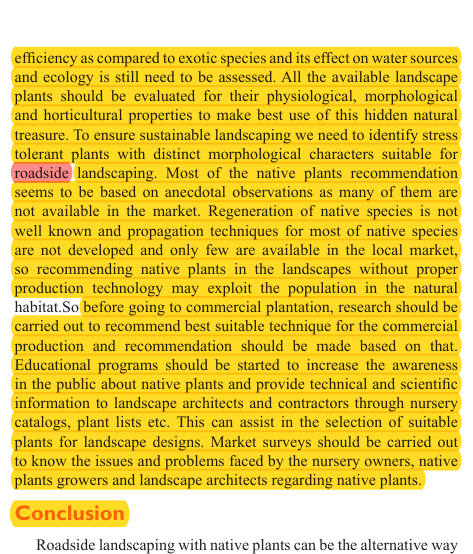 efficiency as compared to exotic species and its effect on water sources
and ecology is still need to be assessed. All the available landscape
plants should be evaluated for their physiological, morphological
and horticultural properties to make best use of this hidden natural
treasure. To ensure sustainable landscaping we need to identify stress
tolerant plants with distinct morphological characters suitable for
roadside landscaping. Most of the native plants recommendation
seems to be based on anecdotal observations as many of them are
not available in the market. Regeneration of native species is not
well known and propagation techniques for most of native species
are not developed and only few are available in the local market,
so recommending native plants in the landscapes without proper
production technology may exploit the population in the natural
habitat.So before going to commercial plantation, research should be
carried out to recommend best suitable technique for the commercial
production and recommendation should be made based on that.
Educational programs should be started to increase the awareness
in the public about native plants and provide technical and scientific
information to landscape architects and contractors through nursery
catalogs, plant lists etc. This can assist in the selection of suitable
plants for landscape designs. Market surveys should be carried out
to know the issues and problems faced by the nursery owners, native
plants growers and landscape architects regarding native plants.
Conclusion
Roadside landscaping with native plants can be the alternative way